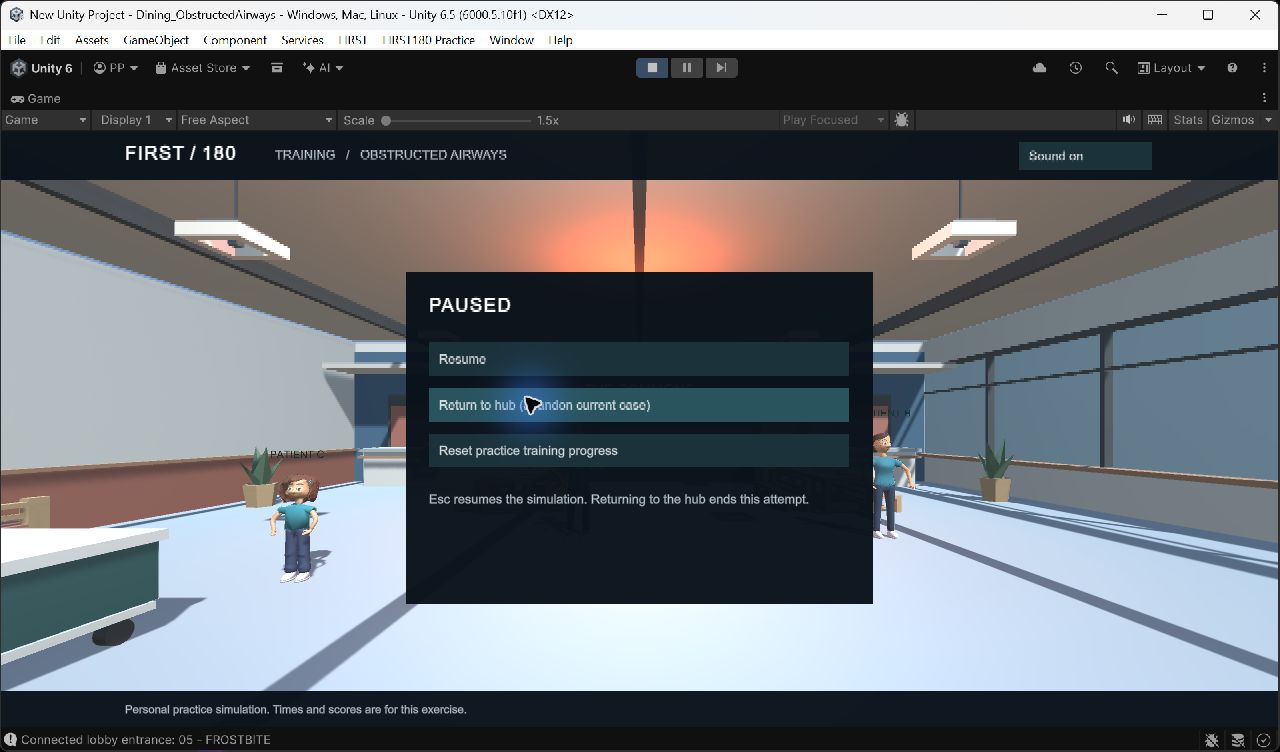 New Unity Project - Dining_ObstructedAirways - Windows, Mac, Linux - Unity 6.5 (6000.5.10f1) <DX12>
File Edit Assets GameObject Component Services FIRST FIRST180 Practice Window Help
Unity 6 PP Asset Store AI Layout
Game
Game Display 1 Free Aspect Scale 1.5x Play Focused Stats Gizmos
FIRST / 180 TRAINING / OBSTRUCTED AIRWAYS Sound on
PAUSED
Resume
Return to hub (abandon current case)
Reset practice training progress
PATIENT C
Esc resumes the simulation. Returning to the hub ends this attempt.
Personal practice simulation. Times and scores are for this exercise.
Connected lobby entrance: 05 - FROSTBITE